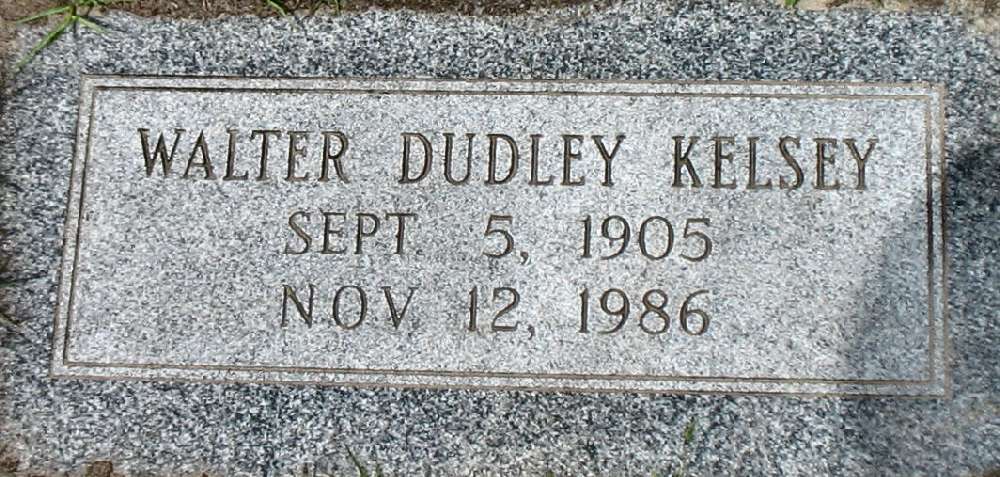 WALTER DUDLEY KELSEY
SEPT 5, 1905
NOV 12, 1986